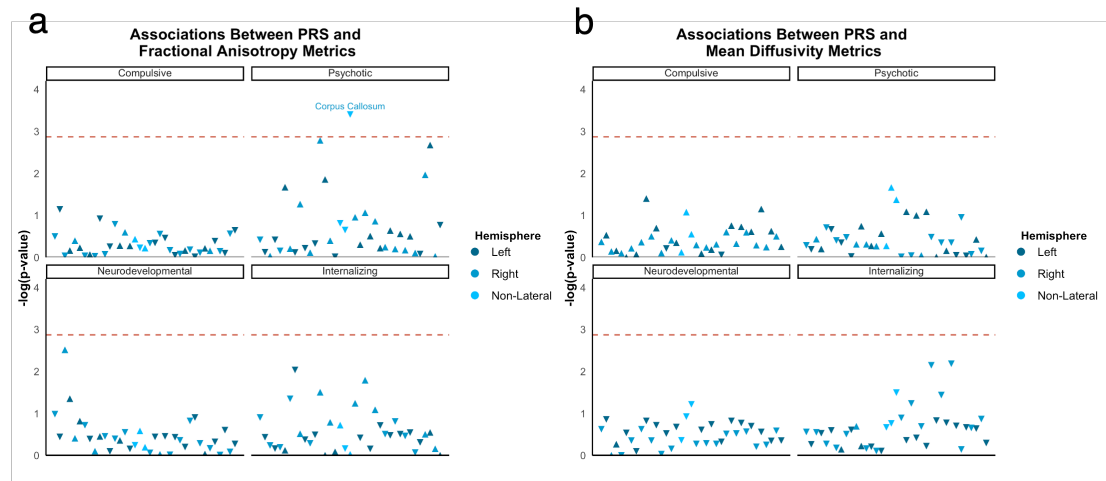 a
Associations Between PRS and
Fractional Anisotropy Metrics
Compulsive
Psychotic
4
3
2
1
0
Corpus Callosum
Neurodevelopmental
Internalizing
4
3
2
1
0
-log(p-value)
Hemisphere
Left
Right
Non-Lateral
b
Associations Between PRS and
Mean Diffusivity Metrics
Compulsive
Psychotic
4
3
2
1
0
Neurodevelopmental
Internalizing
4
3
2
1
0
-log(p-value)
Hemisphere
Left
Right
Non-Lateral